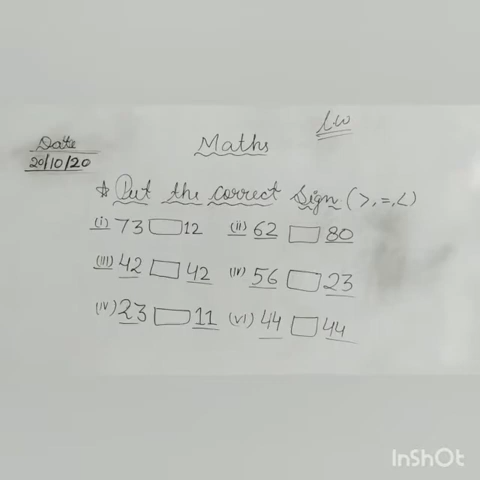 C.W
Date
20/10/20
Maths
* Put the correct Sign (>,=,<)
(i) 73 □ 12 (ii) 62 □ 80
(iii) 42 □ 42 (iv) 56 □ 23
(iv) 23 □ 11 (vi) 44 □ 44
InShOt